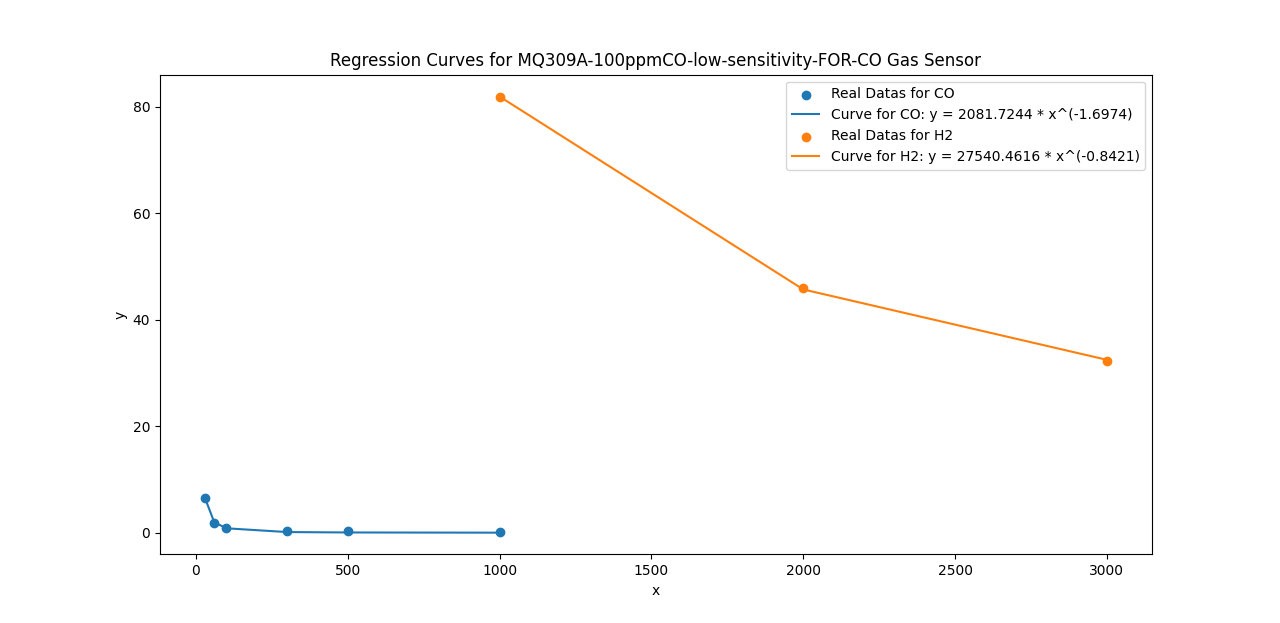 Regression Curves for MQ309A-100ppmCO-low-sensitivity-FOR-CO Gas Sensor
Real Datas for CO
Curve for CO: y = 2081.7244 * x^(-1.6974)
Real Datas for H2
Curve for H2: y = 27540.4616 * x^(-0.8421)
80
60
40
20
0
y
0 500 1000 1500 2000 2500 3000
x